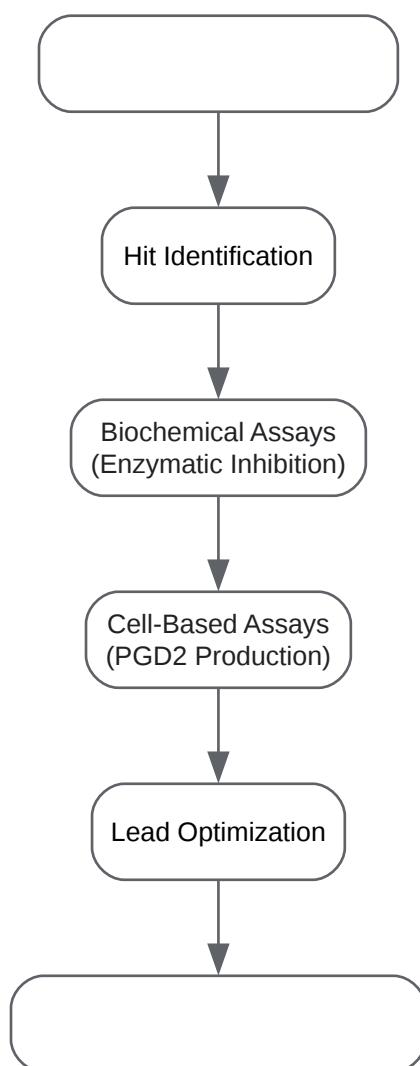 Hit Identification
Biochemical Assays
(Enzymatic Inhibition)
Cell-Based Assays
(PGD2 Production)
Lead Optimization